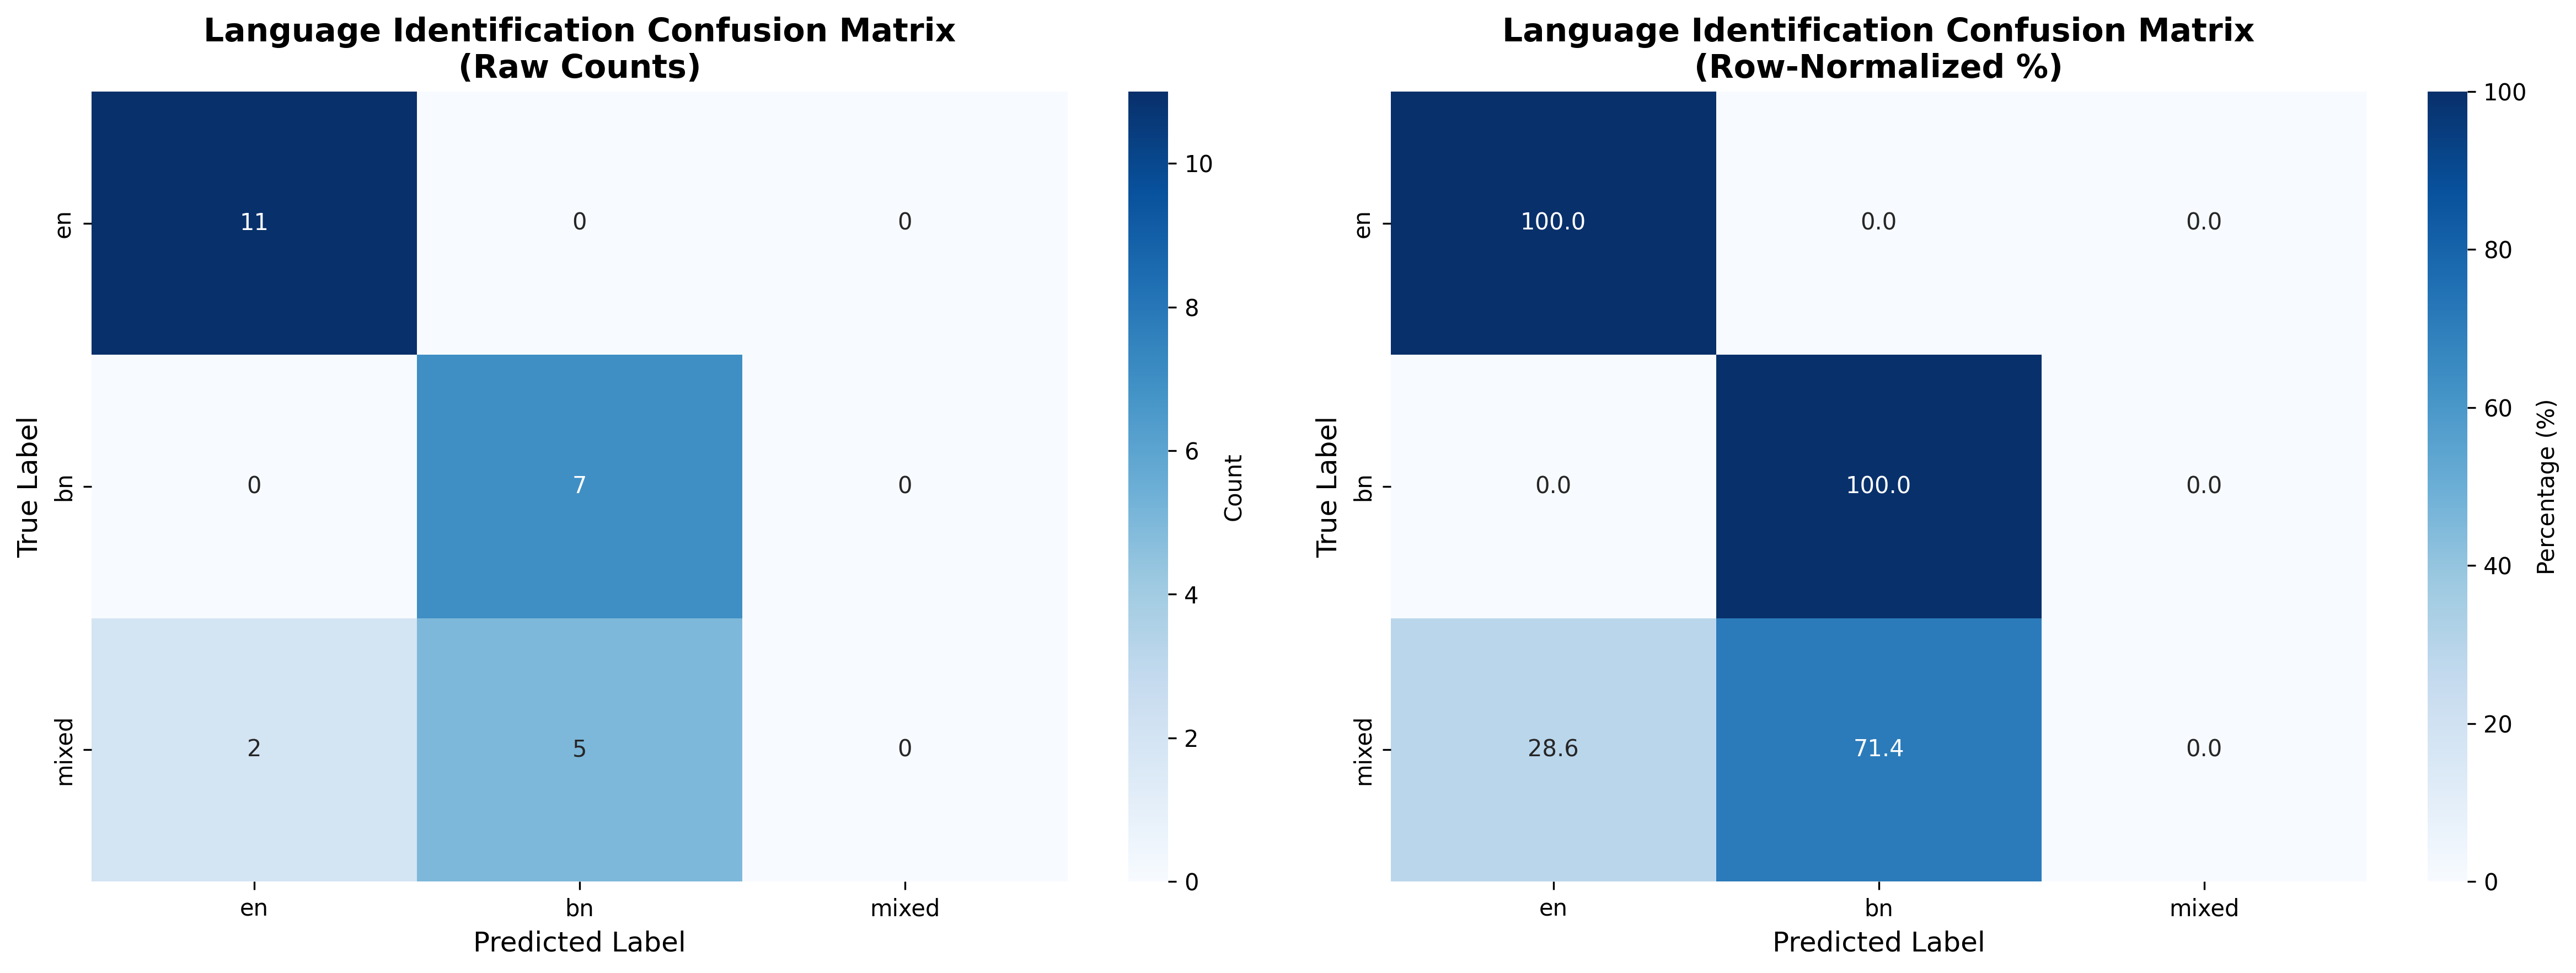 Language Identification Confusion Matrix
(Raw Counts)
en
11
0
0
bn
0
7
0
mixed
2
5
0
en
bn
mixed
True Label
Predicted Label
10
8
6
4
2
0
Count
Language Identification Confusion Matrix
(Row-Normalized %)
en
100.0
0.0
0.0
bn
0.0
100.0
0.0
mixed
28.6
71.4
0.0
en
bn
mixed
True Label
Predicted Label
100
80
60
40
20
0
Percentage (%)